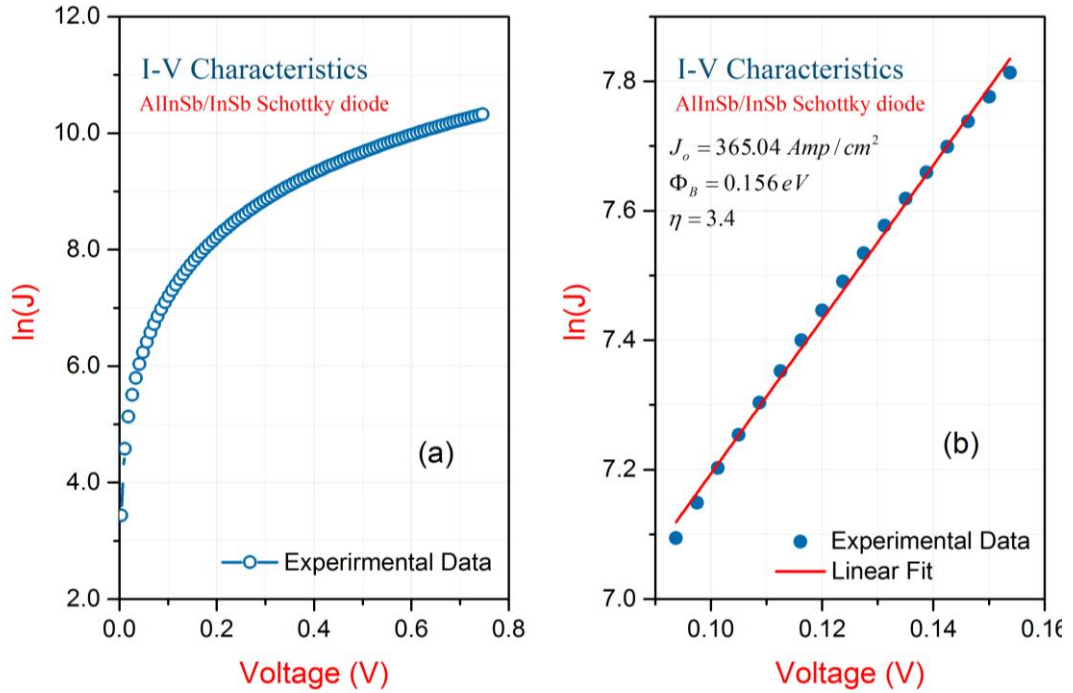 12.0
10.0
8.0
6.0
4.0
2.0
ln(J)
I-V Characteristics
AlInSb/InSb Schottky diode
(a)
Experirmental Data
0.0 0.2 0.4 0.6 0.8
Voltage (V)
7.8
7.6
7.4
7.2
7.0
ln(J)
I-V Characteristics
AlInSb/InSb Schottky diode
J_o = 365.04 Amp/cm²
Φ_B = 0.156 eV
η = 3.4
(b)
Experimental Data
Linear Fit
0.10 0.12 0.14 0.16
Voltage (V)